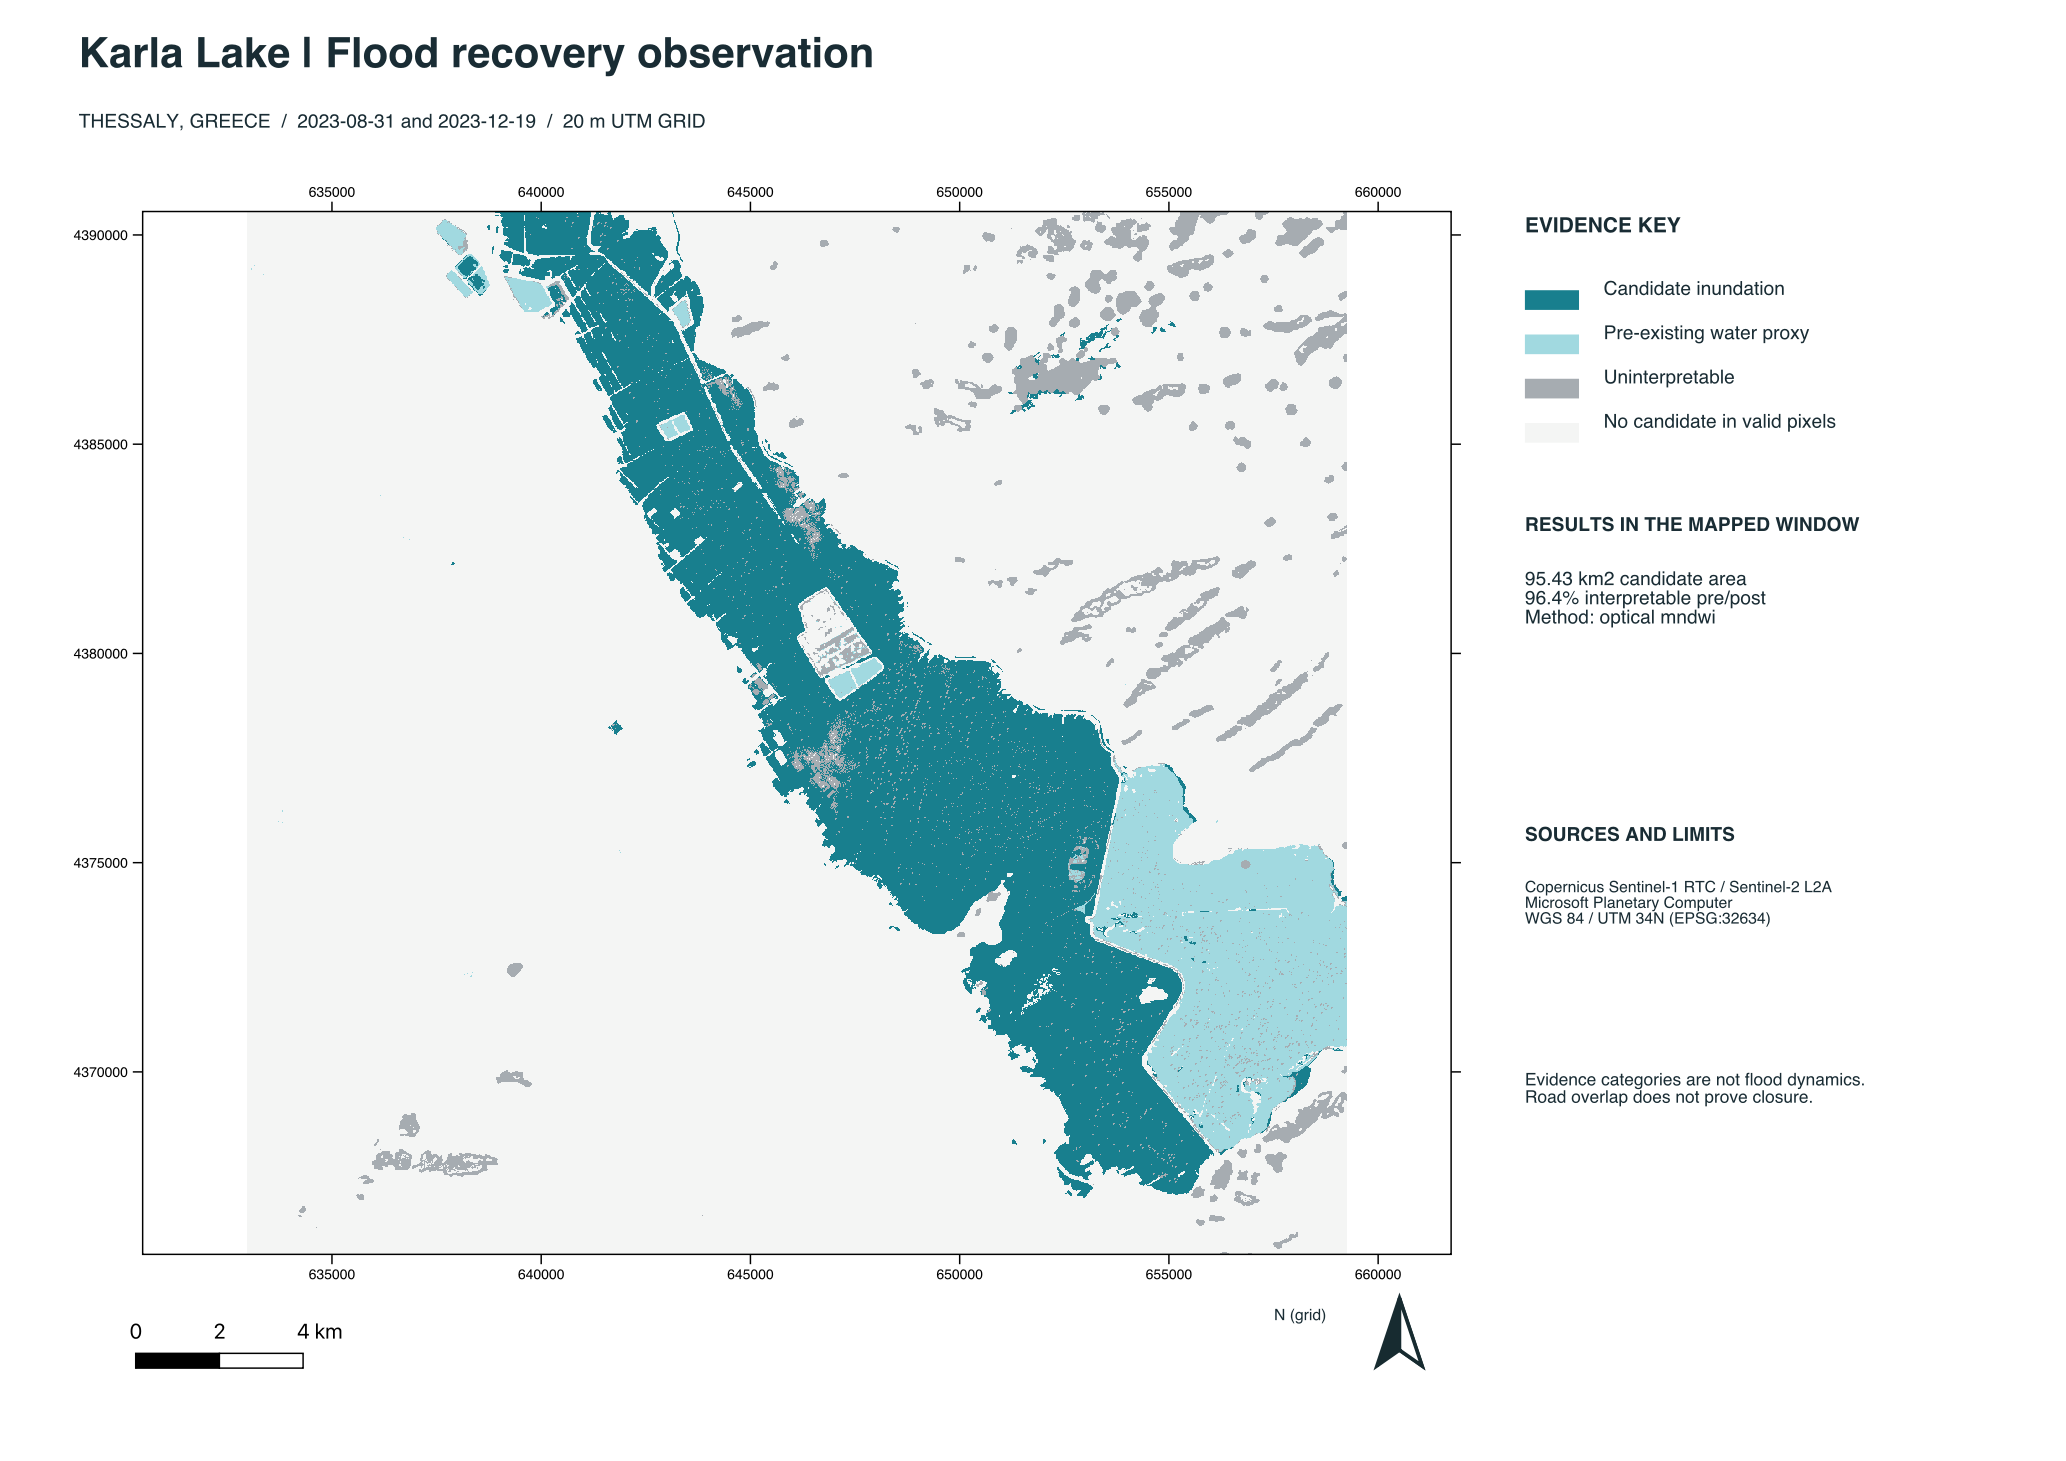 Karla Lake | Flood recovery observation
THESSALY, GREECE / 2023-08-31 and 2023-12-19 / 20 m UTM GRID
635000 640000 645000 650000 655000 660000
4390000
4385000
4380000
4375000
4370000
635000 640000 645000 650000 655000 660000
0 2 4 km
N (grid)
EVIDENCE KEY
Candidate inundation
Pre-existing water proxy
Uninterpretable
No candidate in valid pixels
RESULTS IN THE MAPPED WINDOW
95.43 km2 candidate area
96.4% interpretable pre/post
Method: optical mndwi
SOURCES AND LIMITS
Copernicus Sentinel-1 RTC / Sentinel-2 L2A
Microsoft Planetary Computer
WGS 84 / UTM 34N (EPSG:32634)
Evidence categories are not flood dynamics.
Road overlap does not prove closure.